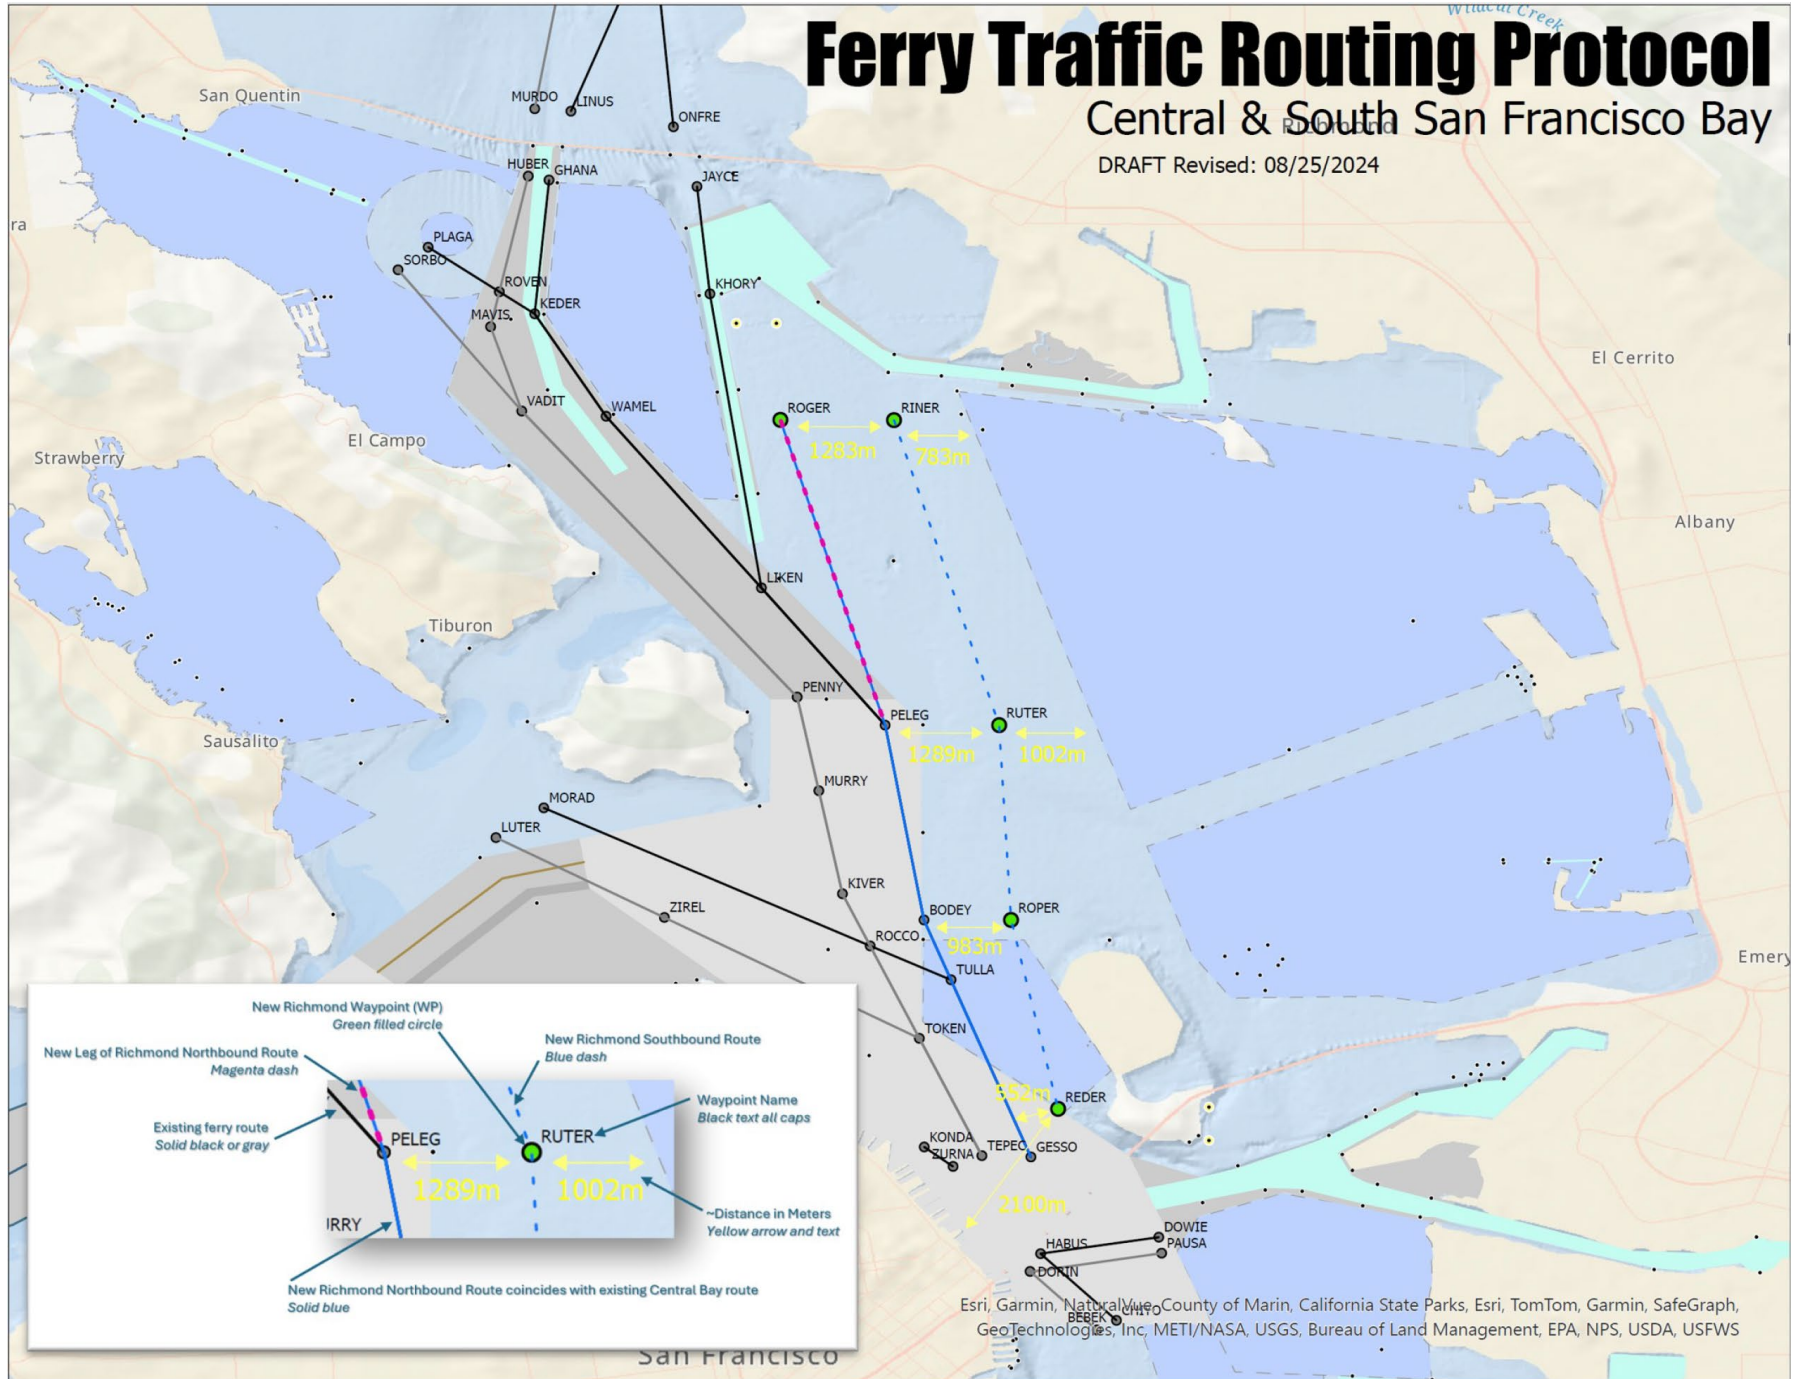 Wildcat Creek
Ferry Traffic Routing Protocol
Central & South San Francisco Bay
Richmond
DRAFT Revised: 08/25/2024
San Quentin
MURDO
LINUS
ONFRE
HUBER
GHANA
JAYCE
ra
PLAGA
SORBO
ROVEN
KEDER
KHORY
MAVIS
El Cerrito
VADIT
WAMEL
ROGER
RINER
1283m
783m
El Campo
Strawberry
Albany
LIKEN
Tiburon
PENNY
PELEG
RUTER
1289m
1002m
Sausalito
MURRY
MORAD
LUTER
KIVER
ZIREL
BODEY
ROPER
ROCCO
983m
TULLA
Emery
TOKEN
552m
REDER
KONDA
ZURNA
TEPEC
GESSO
2100m
DOWIE
PAUSA
HABUS
DORIN
CHITO
BEBEK
New Richmond Waypoint (WP)
Green filled circle
New Richmond Southbound Route
Blue dash
New Leg of Richmond Northbound Route
Magenta dash
Waypoint Name
Black text all caps
Existing ferry route
Solid black or gray
PELEG
RUTER
1289m
1002m
~Distance in Meters
Yellow arrow and text
URRY
New Richmond Northbound Route coincides with existing Central Bay route
Solid blue
Esri, Garmin, NaturalVue, County of Marin, California State Parks, Esri, TomTom, Garmin, SafeGraph,
GeoTechnologies, Inc, METI/NASA, USGS, Bureau of Land Management, EPA, NPS, USDA, USFWS
San Francisco